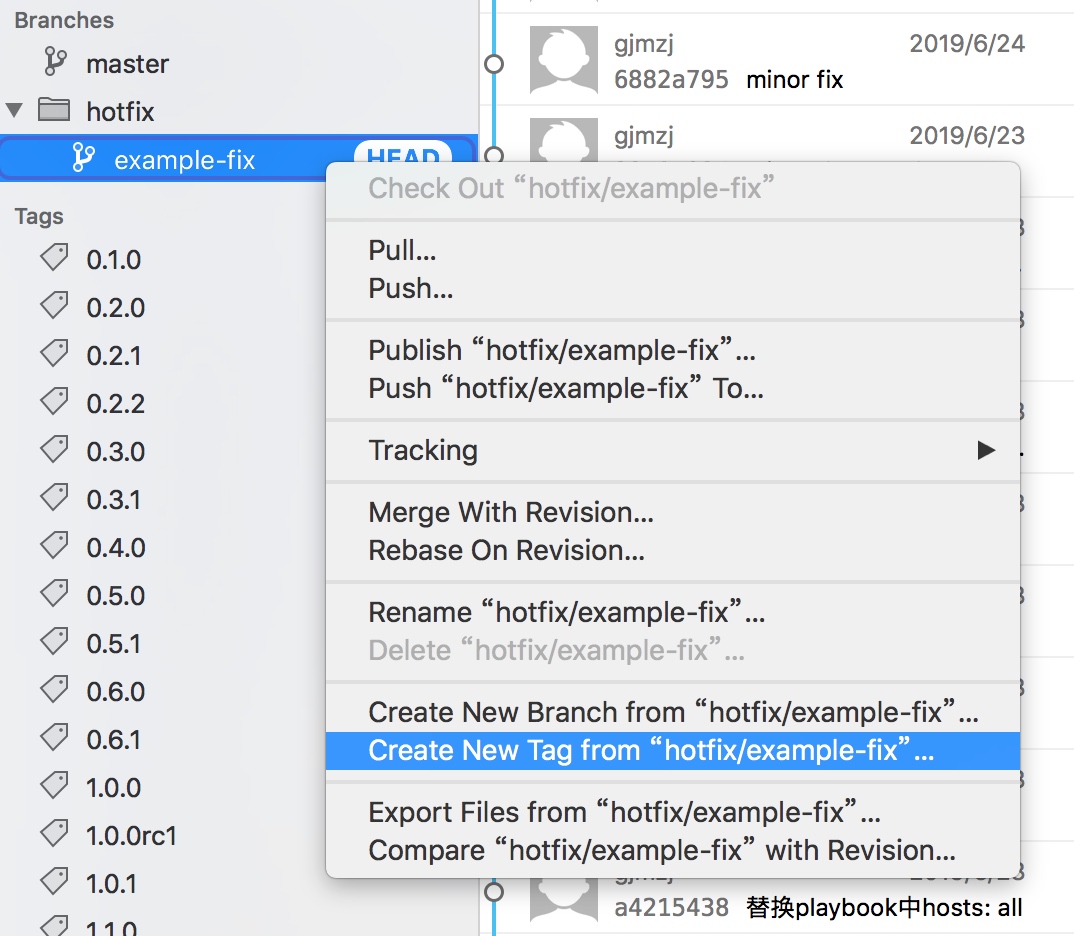 Branches
master
hotfix
example-fix HEAD
Tags
0.1.0
0.2.0
0.2.1
0.2.2
0.3.0
0.3.1
0.4.0
0.5.0
0.5.1
0.6.0
0.6.1
1.0.0
1.0.0rc1
1.0.1
1.1.0
gjmzj 2019/6/24
6882a795 minor fix
gjmzj 2019/6/23
Check Out “hotfix/example-fix”
Pull...
Push...
Publish “hotfix/example-fix”...
Push “hotfix/example-fix” To...
Tracking
Merge With Revision...
Rebase On Revision...
Rename “hotfix/example-fix”...
Delete “hotfix/example-fix”...
Create New Branch from “hotfix/example-fix”...
Create New Tag from “hotfix/example-fix”...
Export Files from “hotfix/example-fix”...
Compare “hotfix/example-fix” with Revision...
gjmzj
a4215438 替换playbook中hosts: all